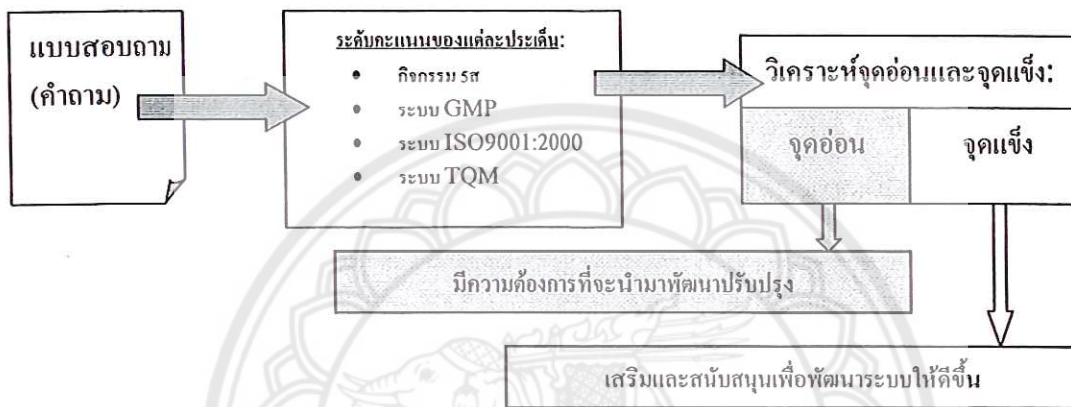 แบบสอบถาม
(คำถาม)
ระดับคะแนนของแต่ละประเด็น:
• กิจกรรม 5ส
• ระบบ GMP
• ระบบ ISO9001:2000
• ระบบ TQM
วิเคราะห์จุดอ่อนและจุดแข็ง:
จุดอ่อน
จุดแข็ง
มีความต้องการที่จะนำมาพัฒนาปรับปรุง
เสริมและสนับสนุนเพื่อพัฒนาระบบให้ดีขึ้น